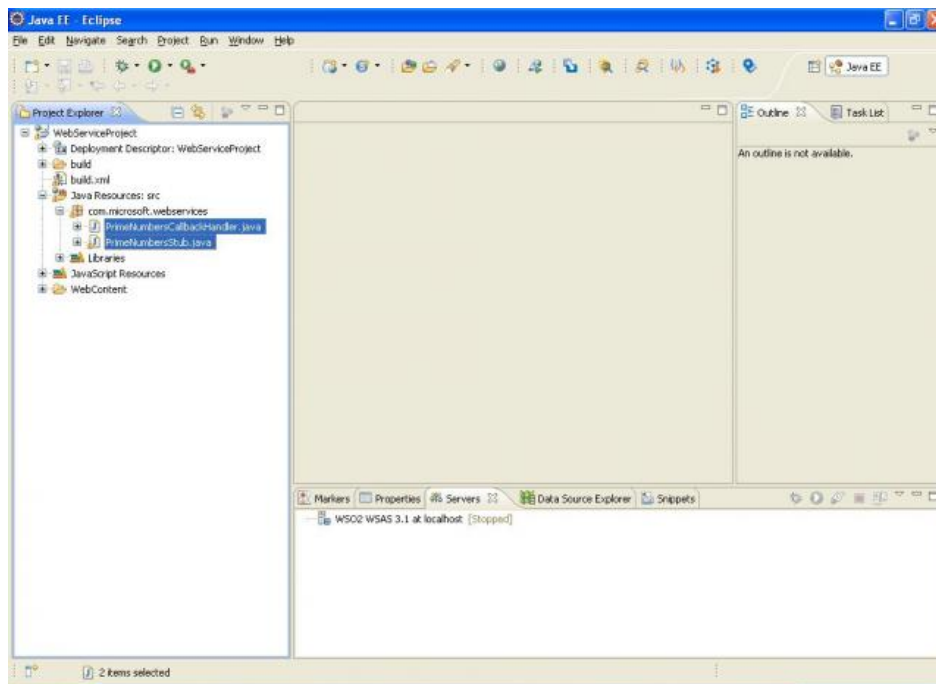 Java EE - Eclipse
File Edit Navigate Search Project Run Window Help
Java EE
Project Explorer
Outline
Task List
WebServiceProject
Deployment Descriptor: WebServiceProject
An outline is not available.
build
build.xml
Java Resources: src
com.microsoft.webservices
PrimeNumbersCallbackHandler.java
PrimeNumbersStub.java
Libraries
JavaScript Resources
WebContent
Markers Properties Servers Data Source Explorer Snippets
WSO2 WSAS 3.1 at localhost [Stopped]
2 items selected